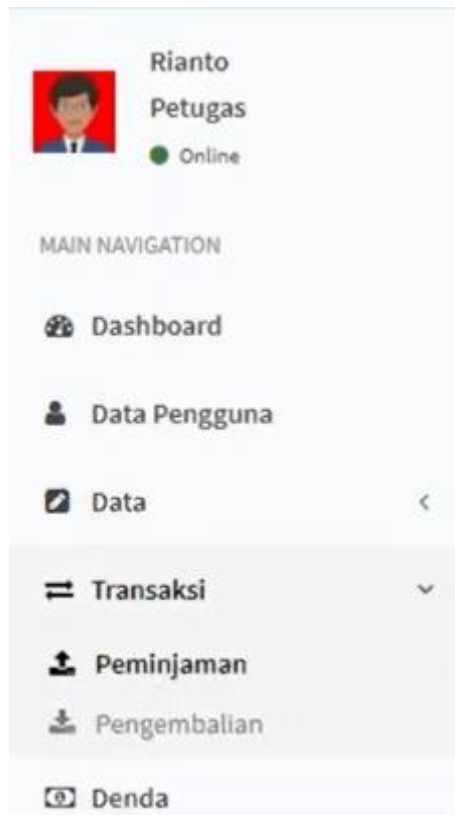 Rianto
Petugas
Online
MAIN NAVIGATION
Dashboard
Data Pengguna
Data
Transaksi
Peminjaman
Pengembalian
Denda